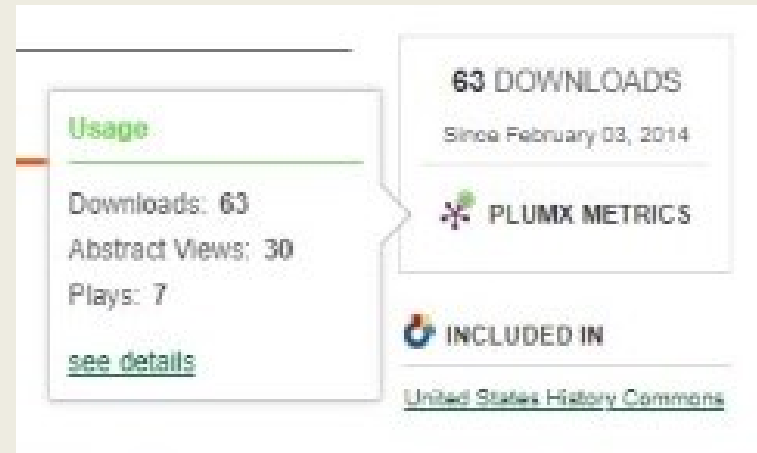 Usage
Downloads: 63
Abstract Views: 30
Plays: 7
see details
63 DOWNLOADS
Since February 03, 2014
PLUMX METRICS
INCLUDED IN
United States History Commons